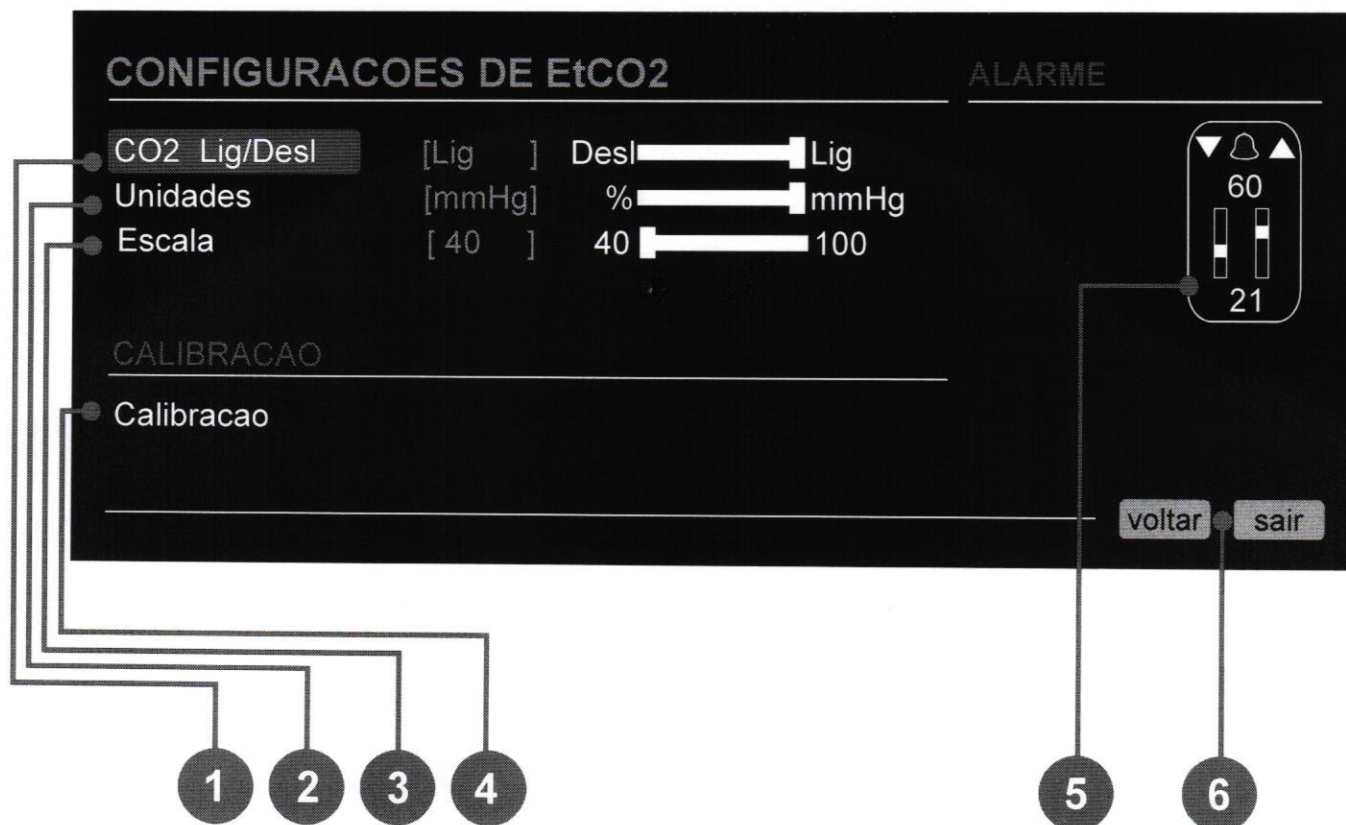 CONFIGURACOES DE EtCO2
ALARME
CO2 Lig/Desl [Lig ] Desl Lig
Unidades [mmHg] % mmHg
Escala [ 40 ] 40 100
60
21
CALIBRACAO
Calibracao
voltar sair
1 2 3 4 5 6